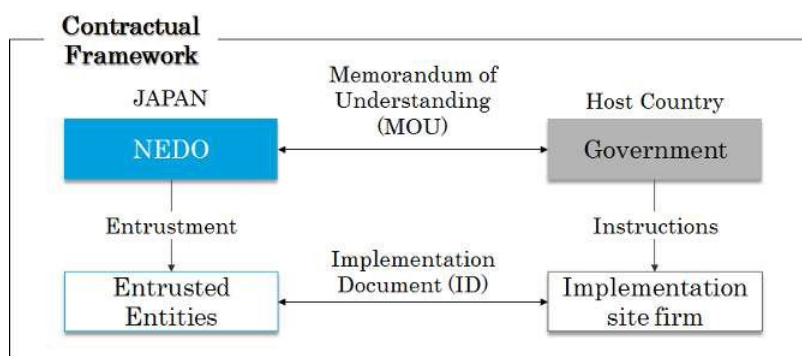 Contractual
Framework
JAPAN
Memorandum of
Understanding
(MOU)
Host Country
NEDO
Government
Entrustment
Instructions
Implementation
Document (ID)
Entrusted
Entities
Implementation
site firm